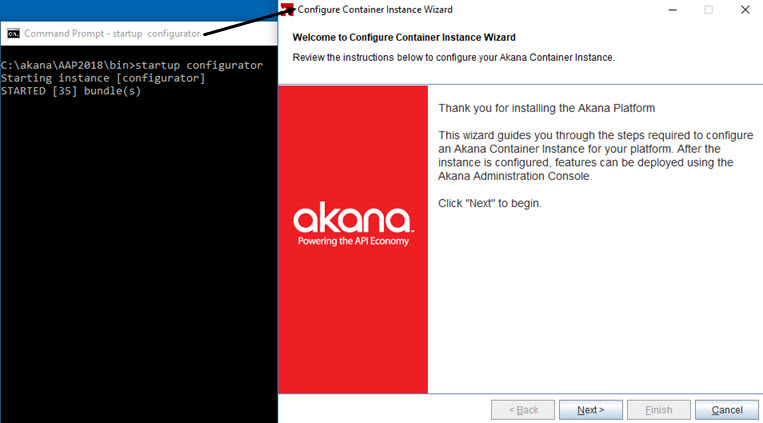 Command Prompt - startup  configurator
C:\akana\AAP2018\bin>startup configurator
Starting instance [configurator]
STARTED [35] bundle(s)
Configure Container Instance Wizard
Welcome to Configure Container Instance Wizard
Review the instructions below to configure your Akana Container Instance.
akana
Powering the API Economy
Thank you for installing the Akana Platform
This wizard guides you through the steps required to configure
an Akana Container Instance for your platform. After the
instance is configured, features can be deployed using the
Akana Administration Console.
Click "Next" to begin.
< Back Next > Finish Cancel